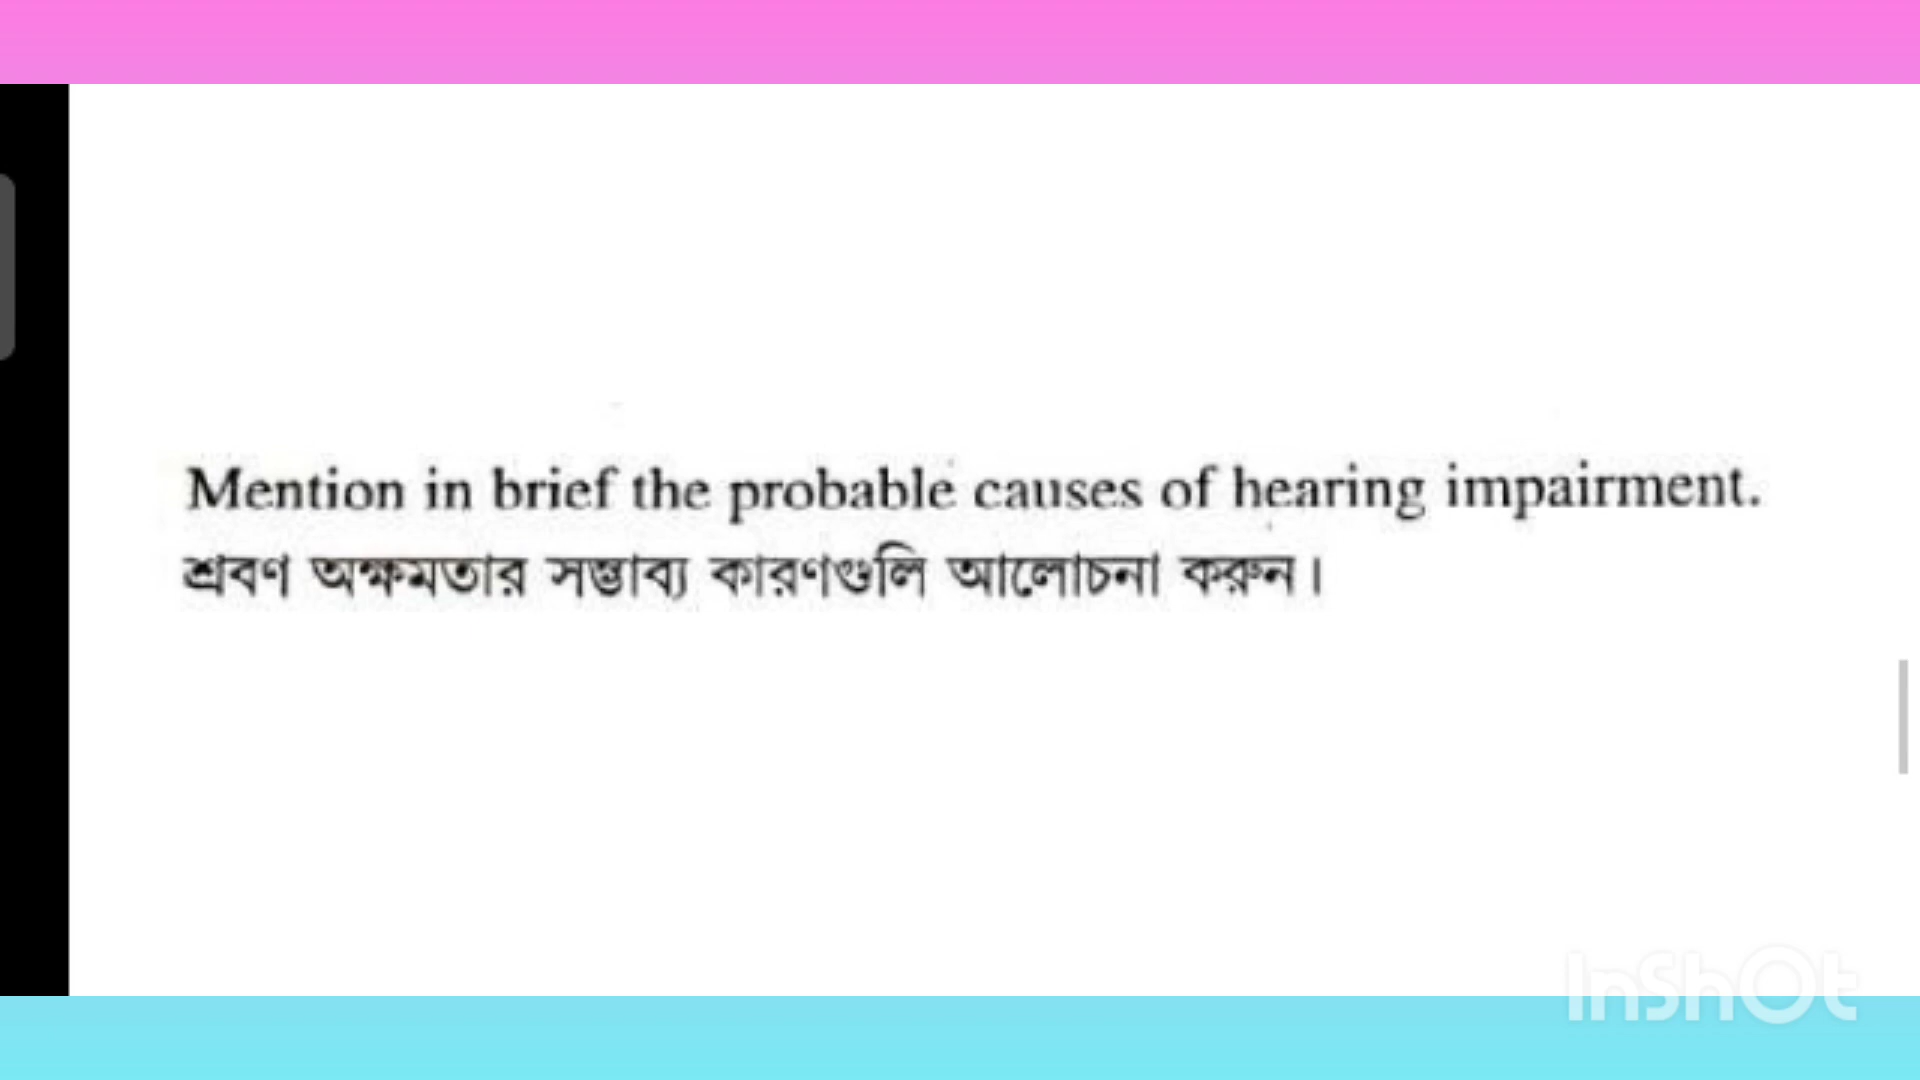 Mention in brief the probable causes of hearing impairment.
শ্রবণ অক্ষমতার সম্ভাব্য কারণগুলি আলোচনা করুন।
InShOt